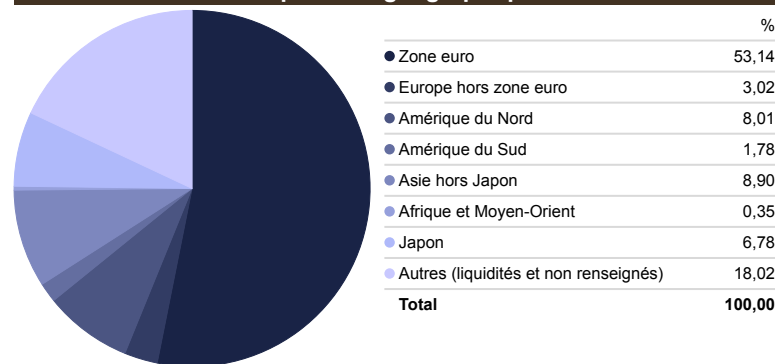 %
Zone euro 53,14
Europe hors zone euro 3,02
Amérique du Nord 8,01
Amérique du Sud 1,78
Asie hors Japon 8,90
Afrique et Moyen-Orient 0,35
Japon 6,78
Autres (liquidités et non renseignés) 18,02
Total 100,00